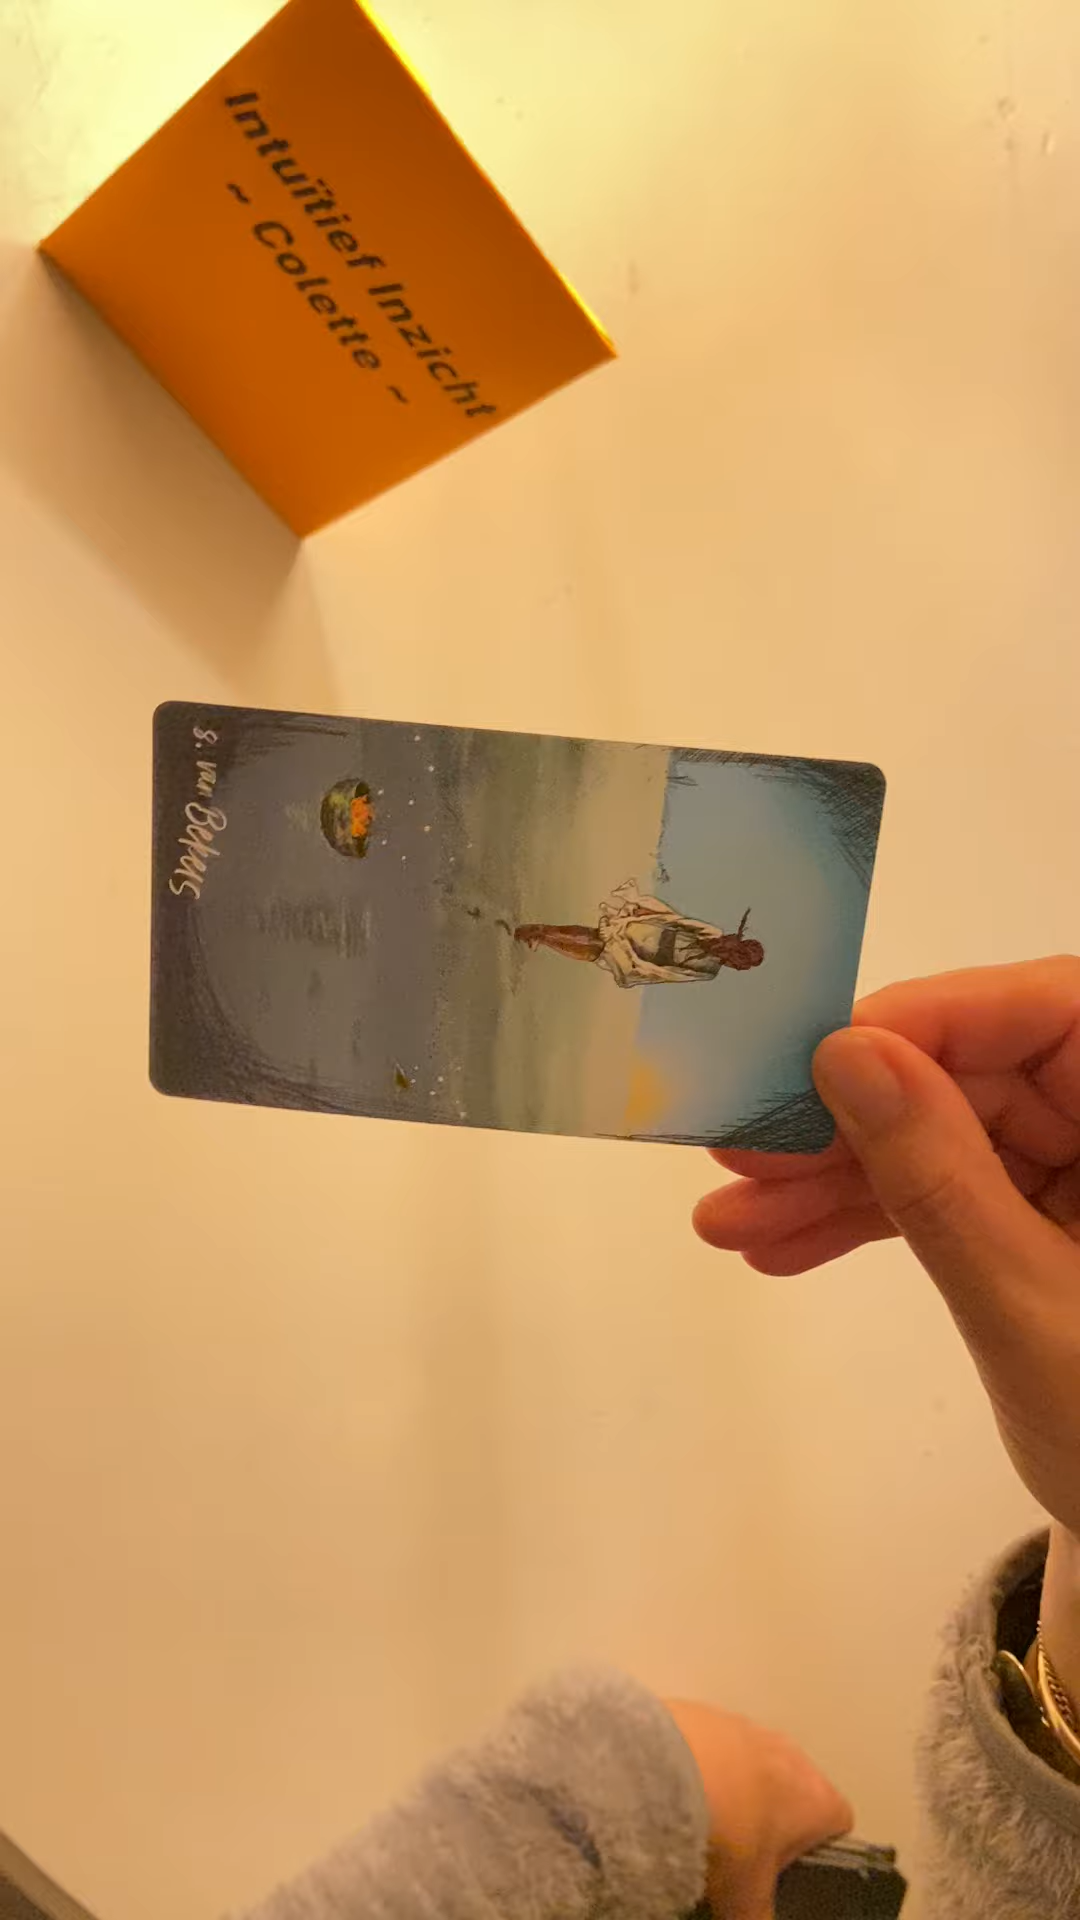 Intuïtief Inzicht
~ Colette ~
8. van Bekers